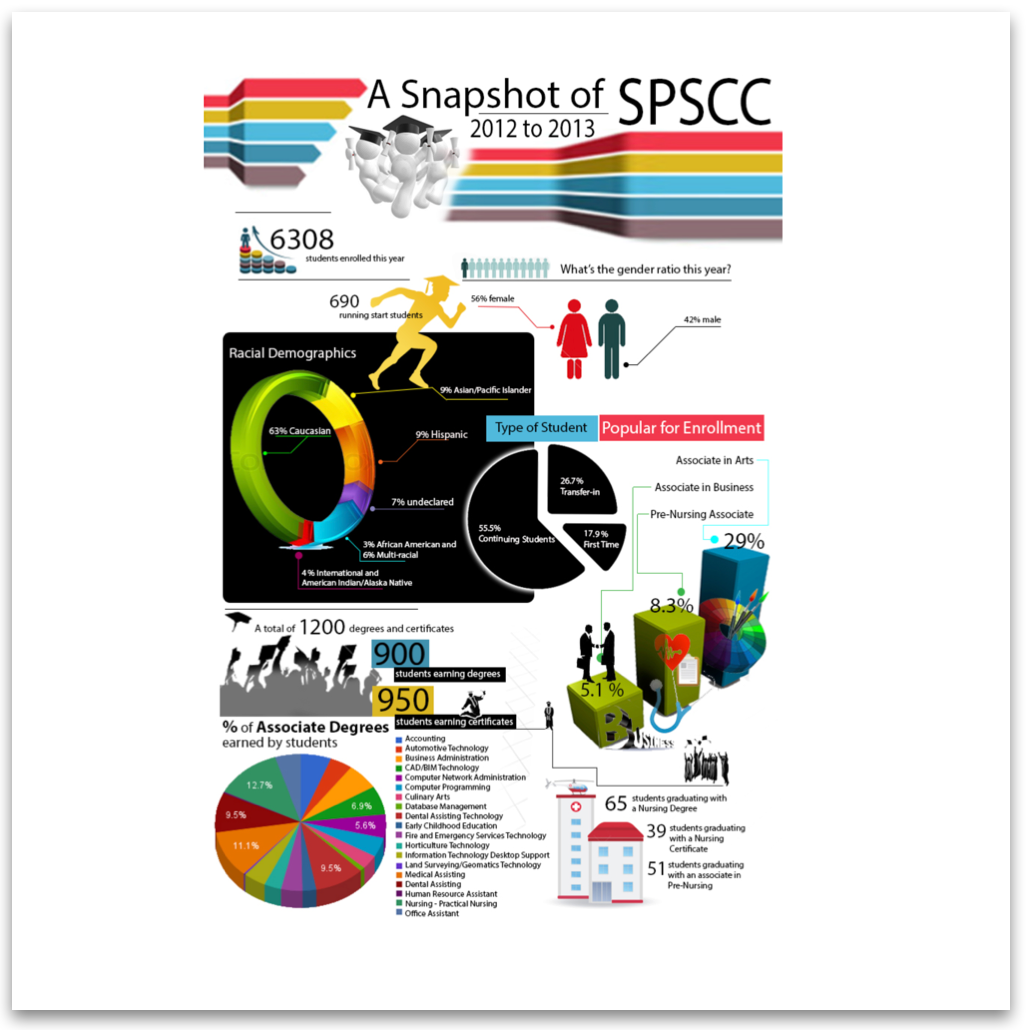 A Snapshot of SPSCC
2012 to 2013
6308
students enrolled this year
What's the gender ratio this year?
690
running start students
56% female
42% male
Racial Demographics
9% Asian/Pacific Islander
63% Caucasian
9% Hispanic
7% undeclared
3% African American and
6% Multi-racial
4% International and
American Indian/Alaska Native
Type of Student
Popular for Enrollment
26.7%
Transfer-in
55.5%
Continuing Students
17.9%
First Time
Associate in Arts
Associate in Business
Pre-Nursing Associate
29%
8.3%
5.1 %
BUSINESS
A total of 1200 degrees and certificates
900
students earning degrees
950
students earning certificates
% of Associate Degrees
earned by students
12.7%
6.9%
9.5%
5.6%
11.1%
9.5%
Accounting
Automotive Technology
Business Administration
CAD/BIM Technology
Computer Network Administration
Computer Programming
Culinary Arts
Database Management
Dental Assisting Technology
Early Childhood Education
Fire and Emergency Services Technology
Horticulture Technology
Information Technology Desktop Support
Land Surveying/Geomatics Technology
Medical Assisting
Dental Assisting
Human Resource Assistant
Nursing - Practical Nursing
Office Assistant
65 students graduating with
a Nursing Degree
39 students graduating
with a Nursing
Certificate
51 students graduating
with an associate in
Pre-Nursing